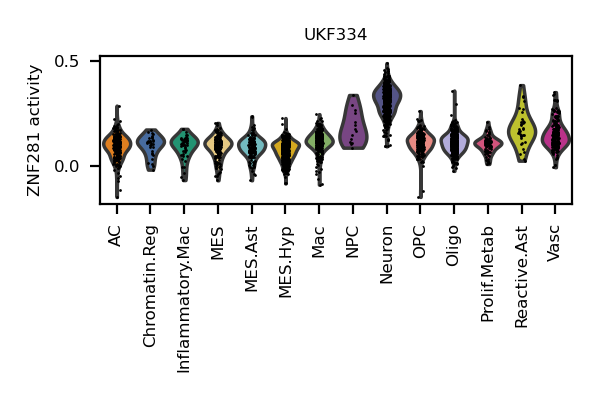 UKF334
ZNF281 activity
0.5
0.0
AC
Chromatin.Reg
Inflammatory.Mac
MES
MES.Ast
MES.Hyp
Mac
NPC
Neuron
OPC
Oligo
Prolif.Metab
Reactive.Ast
Vasc